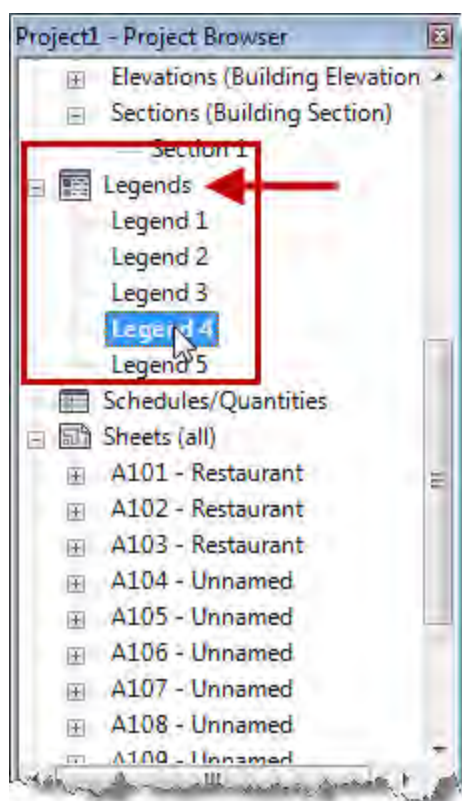 Project1 - Project Browser
Elevations (Building Elevation
Sections (Building Section)
Section 1
Legends
Legend 1
Legend 2
Legend 3
Legend 4
Legend 5
Schedules/Quantities
Sheets (all)
A101 - Restaurant
A102 - Restaurant
A103 - Restaurant
A104 - Unnamed
A105 - Unnamed
A106 - Unnamed
A107 - Unnamed
A108 - Unnamed
A109 - Unnamed